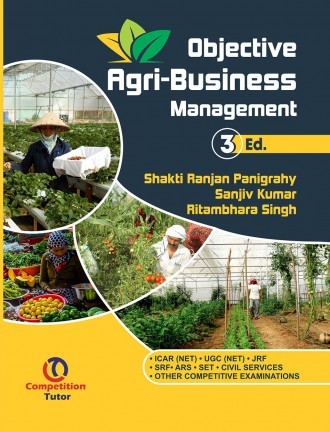 Objective
Agri-Business
Management
3 Ed.
Shakti Ranjan Panigrahy
Sanjiv Kumar
Ritambhara Singh
• ICAR (NET) • UGC (NET) • JRF
• SRF• ARS • SET • CIVIL SERVICES
• OTHER COMPETITIVE EXAMINATIONS
Competition
Tutor